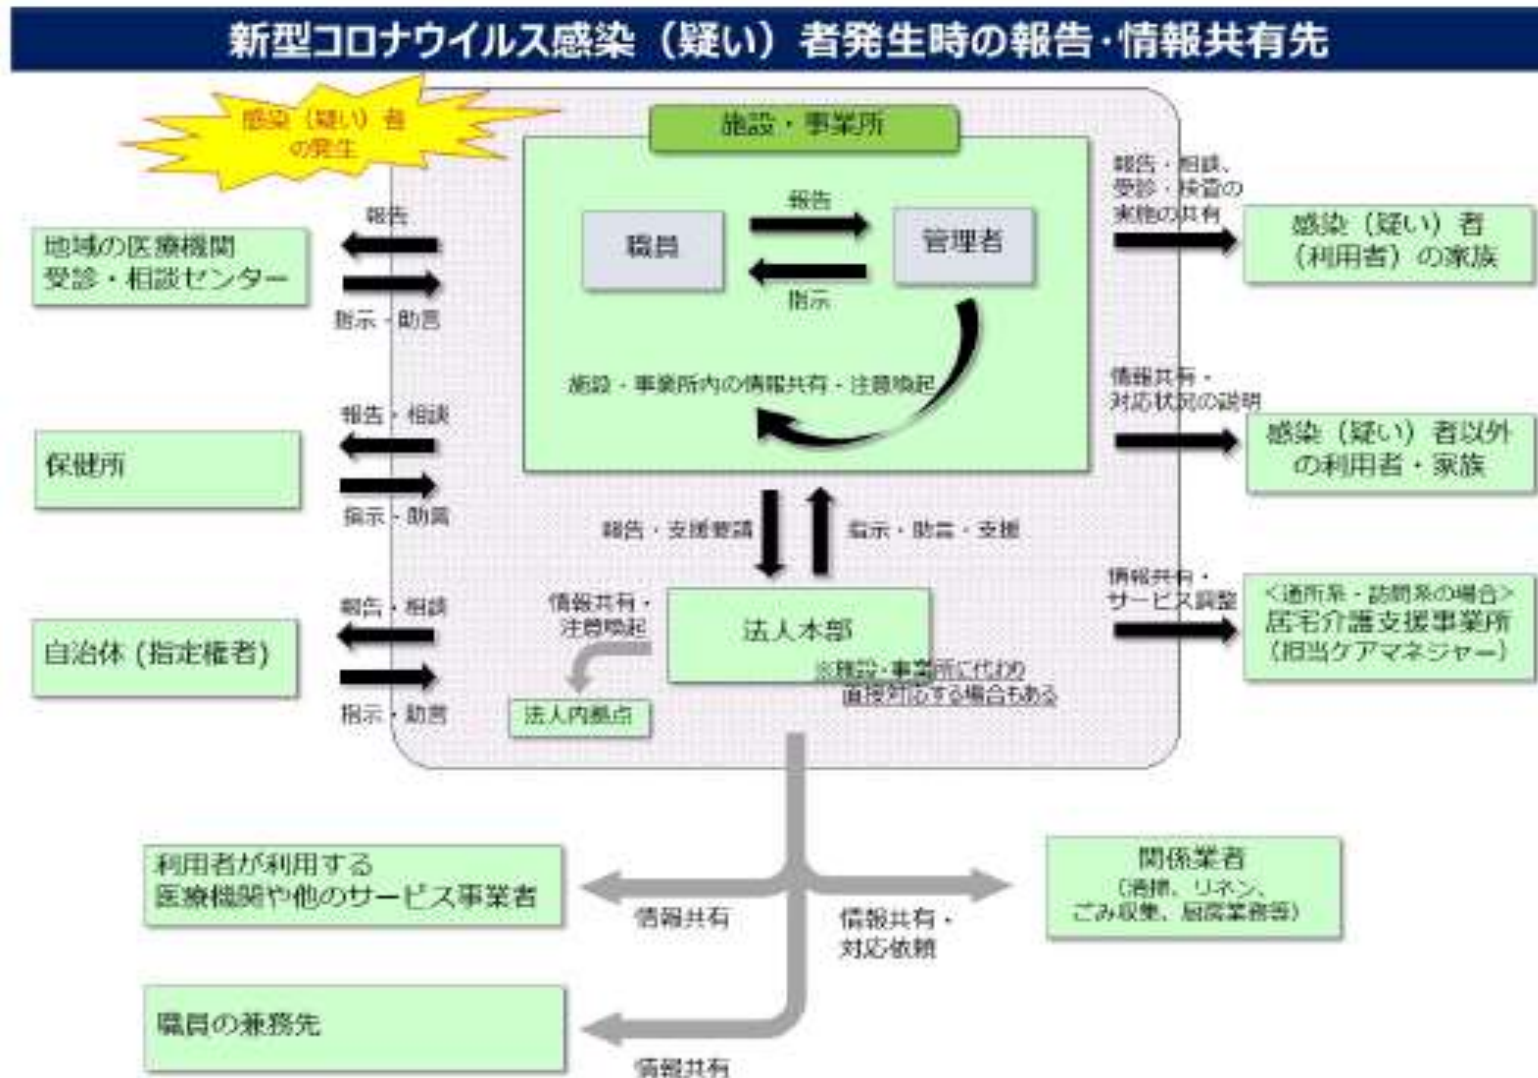 新型コロナウイルス感染（疑い）者発生時の報告・情報共有先
感染（疑い）者
の発生
施設・事業所
職員
報告
管理者
指示
施設・事業所内の情報共有・注意喚起
地域の医療機関
受診・相談センター
報告
指示・助言
保健所
報告・相談
指示・助言
自治体 (指定権者)
報告・相談
指示・助言
報告・相談、
受診・検査の
実施の共有
感染（疑い）者
（利用者）の家族
情報共有・
対応状況の説明
感染（疑い）者以外
の利用者・家族
情報共有・
サービス調整
＜通所系・訪問系の場合＞
居宅介護支援事業所
（担当ケアマネジャー）
報告・支援要請
指示・助言・支援
情報共有・
注意喚起
法人本部
※施設・事業所に代わり
直接対応する場合もある
法人内拠点
利用者が利用する
医療機関や他のサービス事業者
情報共有
情報共有・
対応依頼
関係業者
（清掃、リネン、
ごみ収集、厨房業務等）
職員の兼務先
情報共有